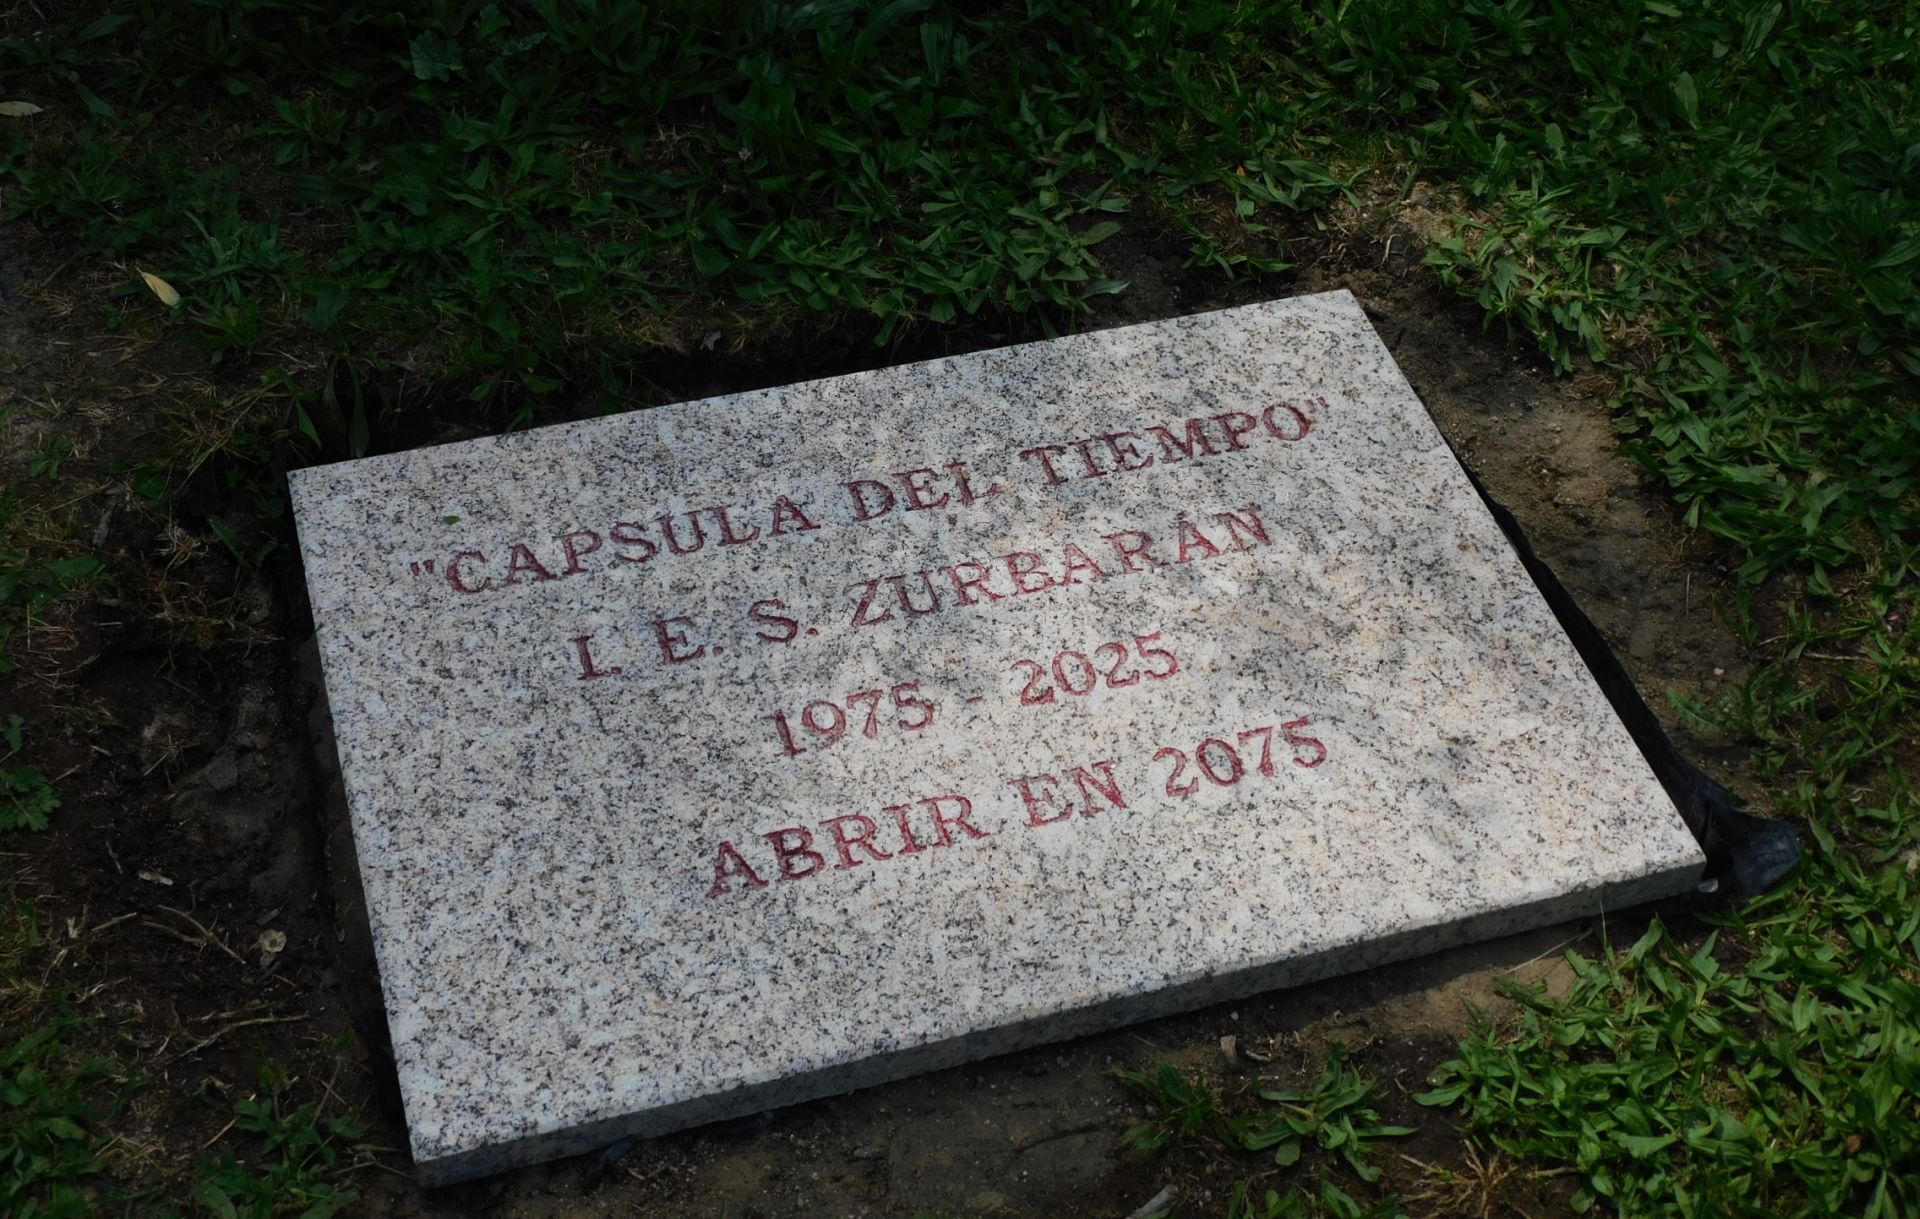 "CAPSULA DEL TIEMPO"
I. E. S. ZURBARÁN
1975 - 2025
ABRIR EN 2075